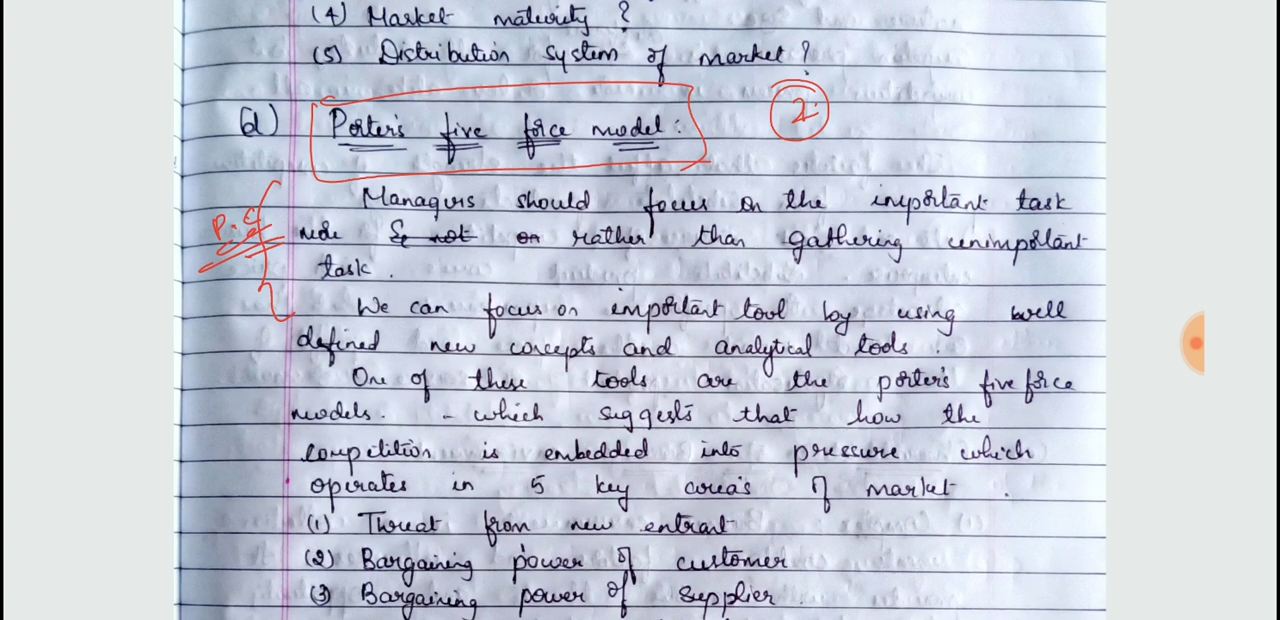 (4) Market maturity ?
(5) Distribution system of market ?
Q) Porter's five force model :
2.
Managers should focus on the important task
P.S
& not on rather than gathering unimportant
task .
We can focus on important tool by using well
defined new concepts and analytical tools .
One of these tools are the porter's five force
models. - which suggests that how the
competition is embedded into pressure which
operates in 5 key area's of market .
(1) Threat from new entrant
(2) Bargaining power of customer
(3) Bargaining power of supplier .